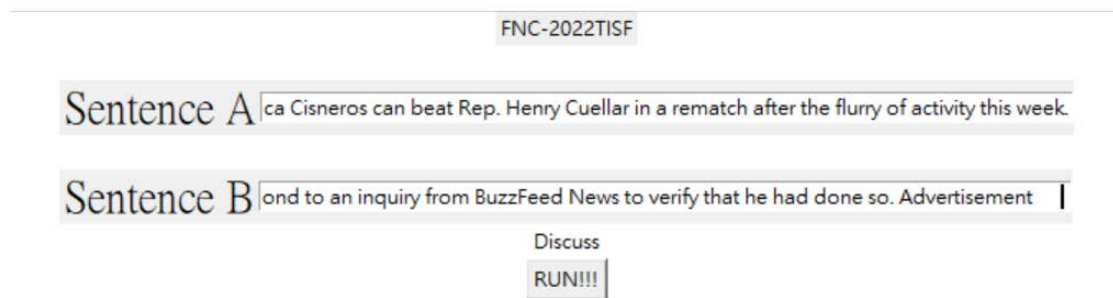 FNC-2022TISF
Sentence A ca Cisneros can beat Rep. Henry Cuellar in a rematch after the flurry of activity this week.
Sentence B ond to an inquiry from BuzzFeed News to verify that he had done so. Advertisement
Discuss
RUN!!!